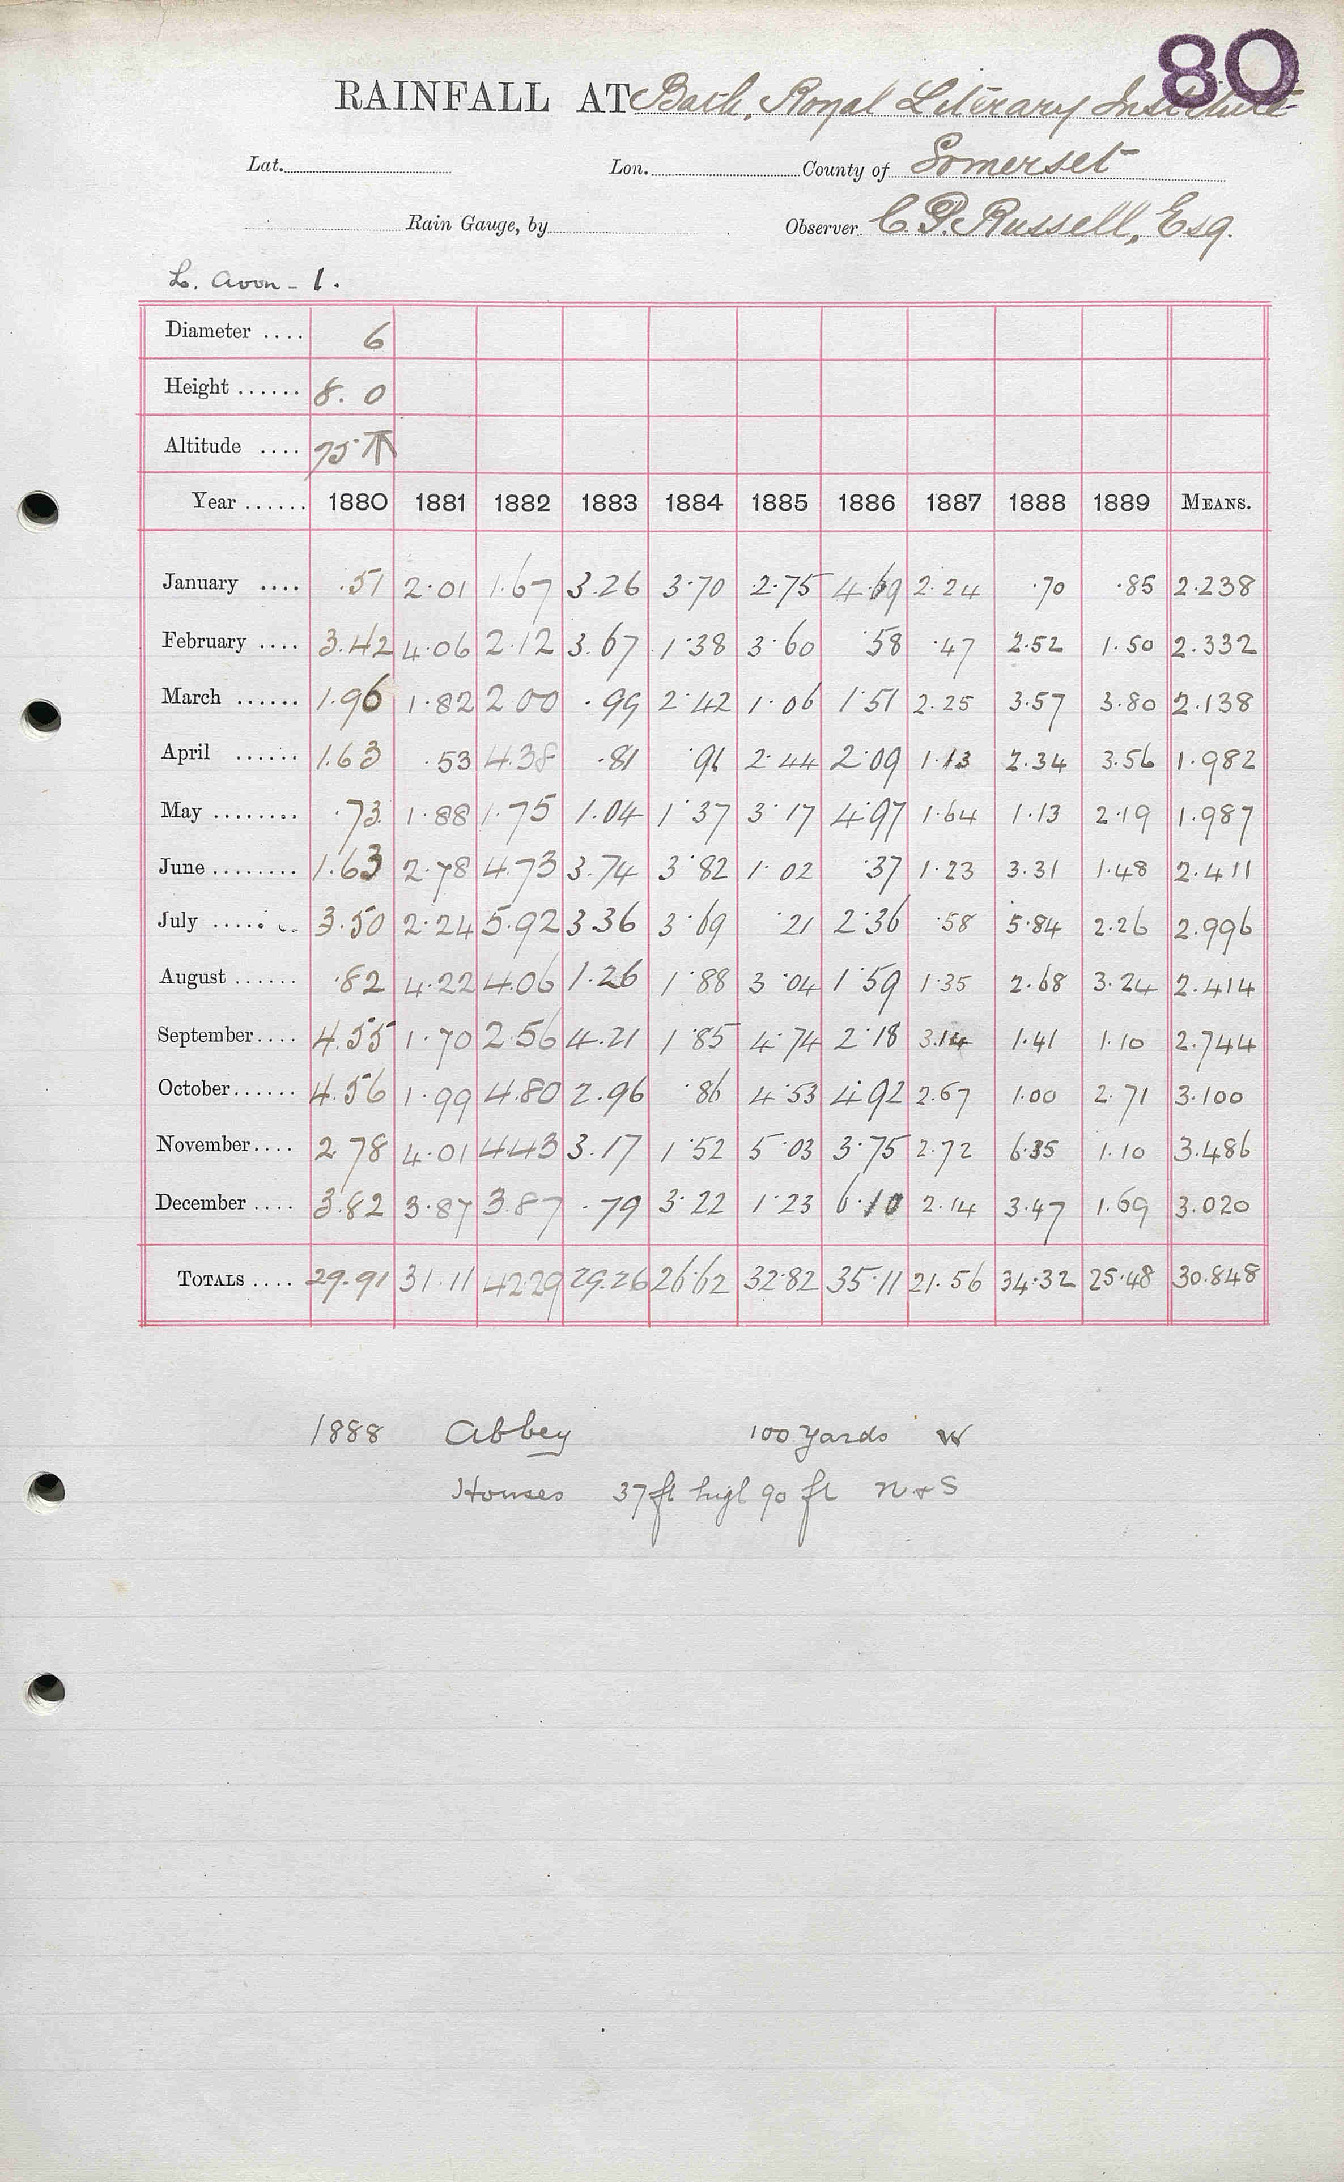 80
RAINFALL AT Bath, Royal Literary Institute
Lat. Lon. County of Somerset
Rain Gauge, by Observer C.P. Russell, Esq.
L. Avon - 1.
Diameter .... 6
Height ...... 8. 0
Altitude .... 75
Year ...... 1880 1881 1882 1883 1884 1885 1886 1887 1888 1889 MEANS.
January .... .51 2.01 1.67 3.26 3.70 2.75 4.69 2.24 .70 .85 2.238
February .... 3.42 4.06 2.12 3.67 1.38 3.60 .58 .47 2.52 1.50 2.332
March ...... 1.96 1.82 2.00 .99 2.42 1.06 1.51 2.25 3.57 3.80 2.138
April ...... 1.63 .53 4.38 .81 .91 2.44 2.09 1.13 2.34 3.56 1.982
May ........ .73 1.88 1.75 1.04 1.37 3.17 4.97 1.64 1.13 2.19 1.987
June ........ 1.63 2.78 4.73 3.74 3.82 1.02 .37 1.23 3.31 1.48 2.411
July ...... 3.50 2.24 5.92 3.36 3.69 .21 2.36 .58 5.84 2.26 2.996
August ...... .82 4.22 4.06 1.26 1.88 3.04 1.59 1.35 2.68 3.24 2.414
September .... 4.55 1.70 2.56 4.21 1.85 4.74 2.18 3.14 1.41 1.10 2.744
October ...... 4.56 1.99 4.80 2.96 .86 4.53 4.92 2.67 1.00 2.71 3.100
November .... 2.78 4.01 4.43 3.17 1.52 5.03 3.75 2.72 6.35 1.10 3.486
December .... 3.82 3.87 3.87 .79 3.22 1.23 6.10 2.14 3.47 1.69 3.020
TOTALS .... 29.91 31.11 42.29 29.26 26.62 32.82 35.11 21.56 34.32 25.48 30.848
1888 Abbey 100 yards W
Houses 37 ft high 90 ft N & S